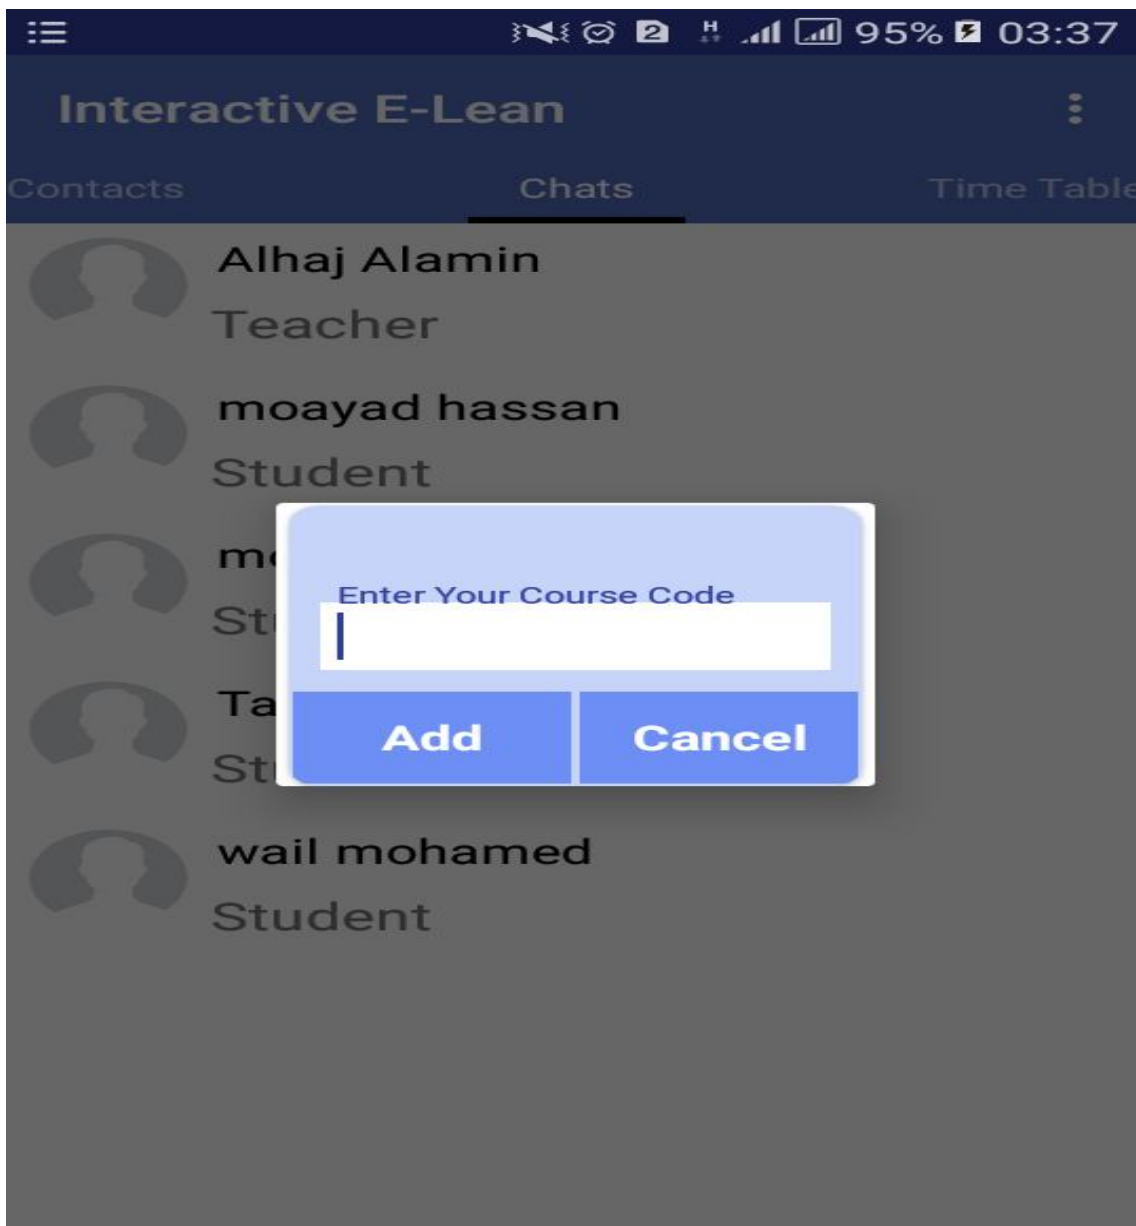 2 H 95% 03:37
Interactive E-Lean
Contacts Chats Time Table
Alhaj Alamin
Teacher
moayad hassan
Student
Enter Your Course Code
Add Cancel
wail mohamed
Student